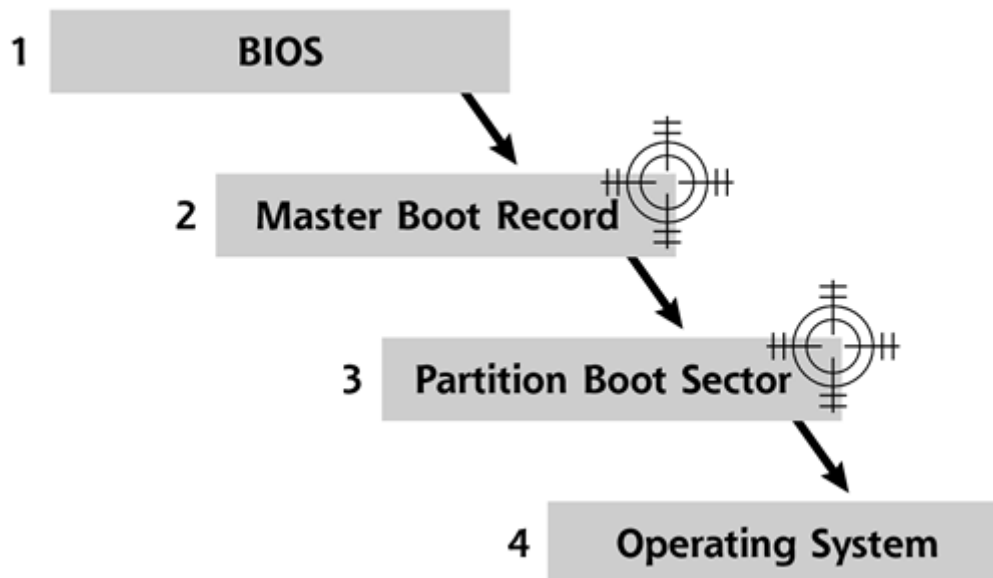 1 BIOS
2 Master Boot Record
3 Partition Boot Sector
4 Operating System